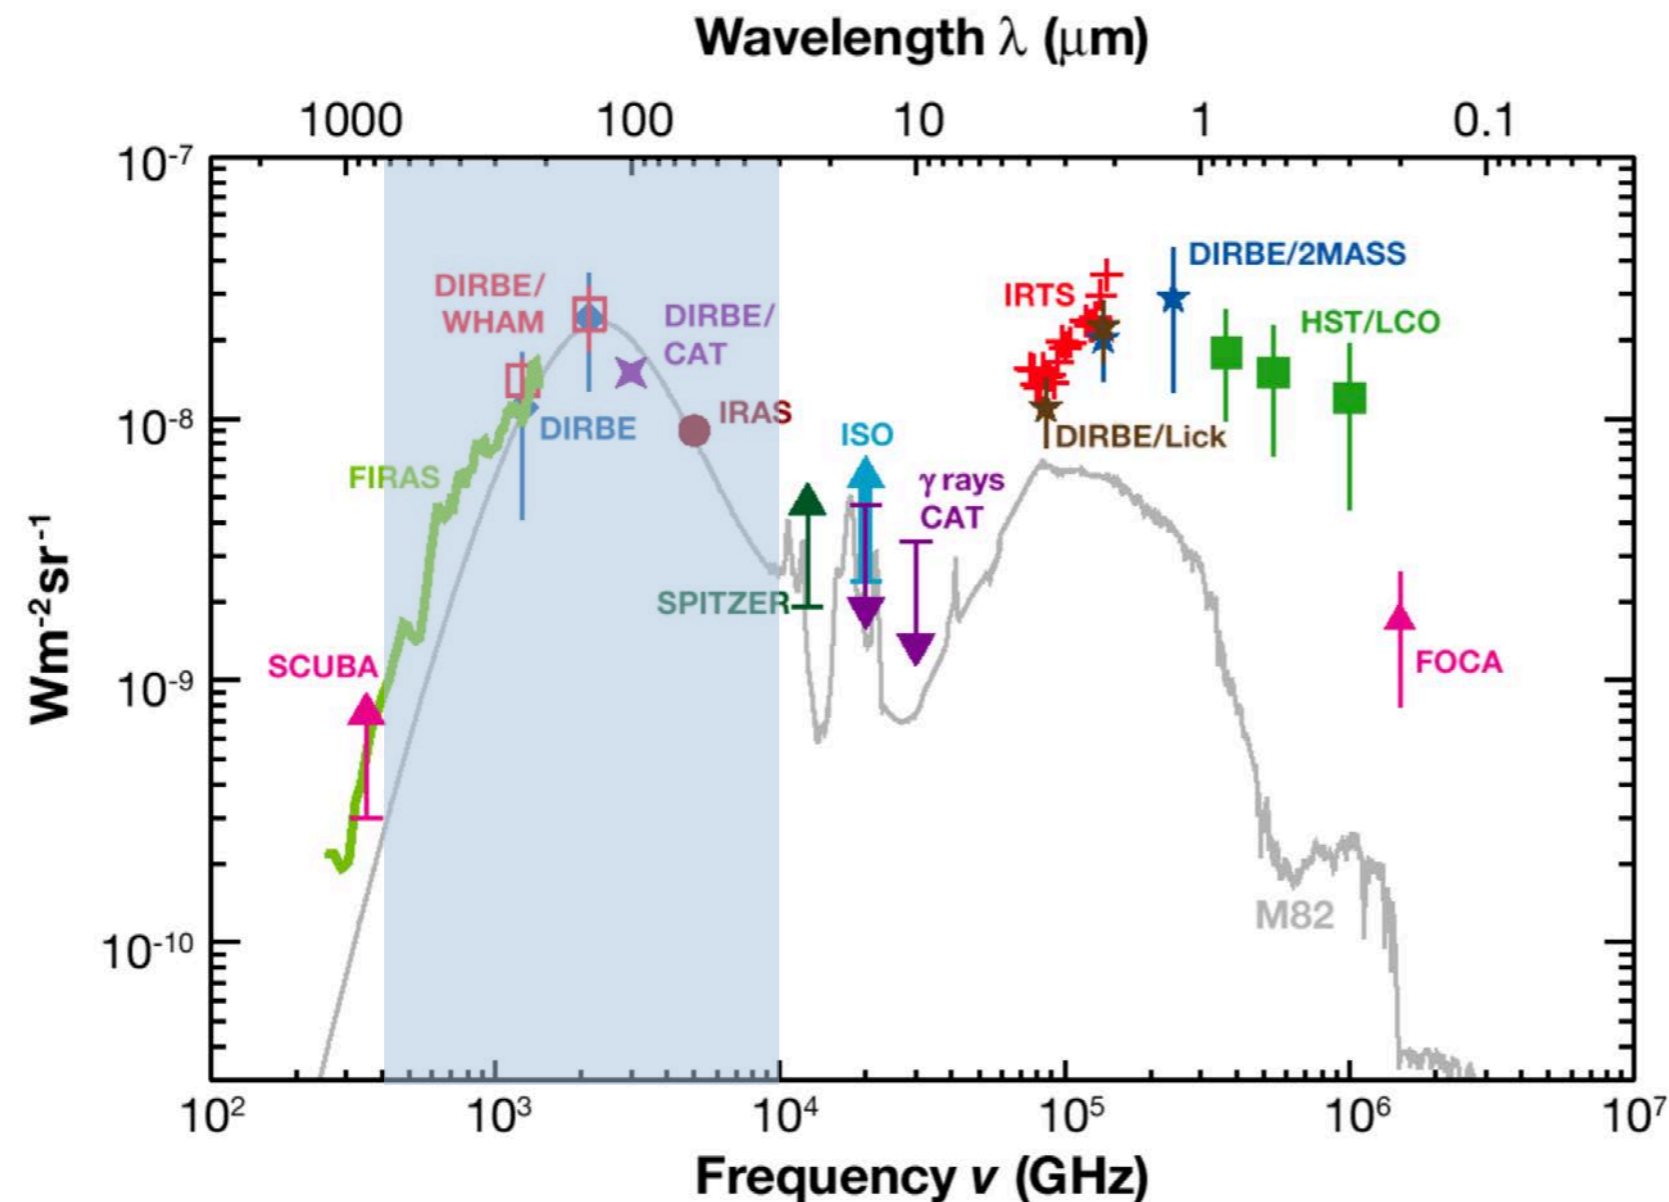 Wavelength λ (μm)
1000 100 10 1 0.1
10⁻⁷
DIRBE/2MASS
DIRBE/
WHAM
IRTS
DIRBE/
CAT
HST/LCO
IRAS
10⁻⁸
DIRBE
ISO
DIRBE/Lick
FIRAS
γ rays
CAT
SPITZER
SCUBA
FOCA
10⁻⁹
Wm⁻²sr⁻¹
M82
10⁻¹⁰
10² 10³ 10⁴ 10⁵ 10⁶ 10⁷
Frequency ν (GHz)